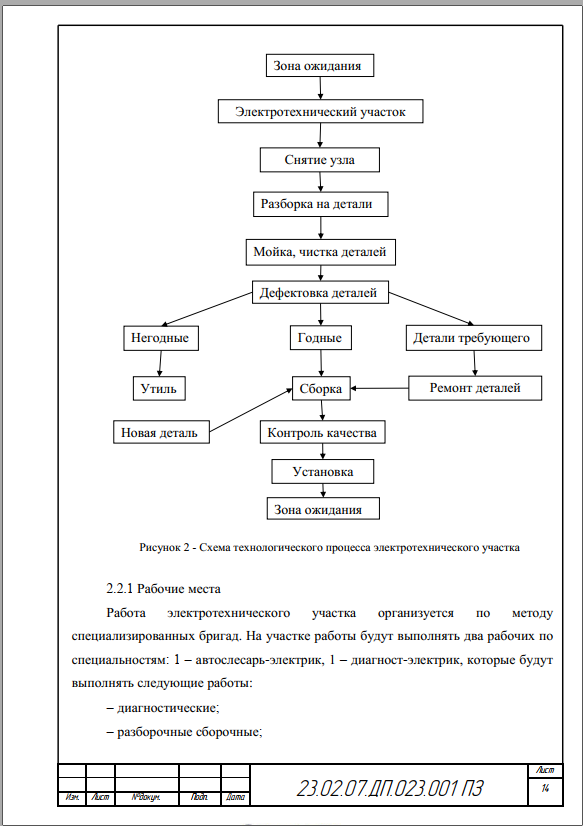 Зона ожидания
Электротехнический участок
Снятие узла
Разборка на детали
Мойка, чистка деталей
Дефектовка деталей
Негодные
Годные
Детали требующего
Утиль
Сборка
Ремонт деталей
Новая деталь
Контроль качества
Установка
Зона ожидания
Рисунок 2 - Схема технологического процесса электротехнического участка
2.2.1 Рабочие места
Работа электротехнического участка организуется по методу
специализированных бригад. На участке работы будут выполнять два рабочих по
специальностям: 1 – автослесарь-электрик, 1 – диагност-электрик, которые будут
выполнять следующие работы:
– диагностические;
– разборочные сборочные;
Изм. Лист №докум. Подп. Дата
23.02.07.ДП.023.001 ПЗ
Лист
14